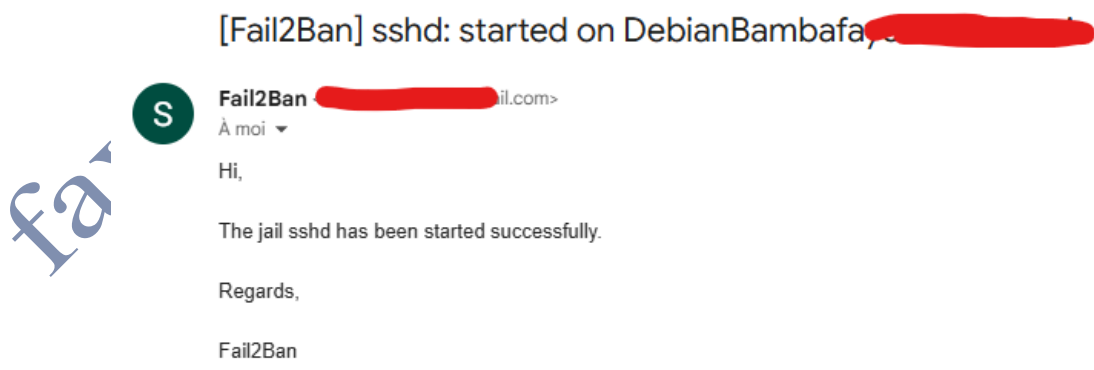 [Fail2Ban] sshd: started on DebianBambafay
S
Fail2Ban
il.com>
À moi
Hi,
The jail sshd has been started successfully.
Regards,
Fail2Ban
fa